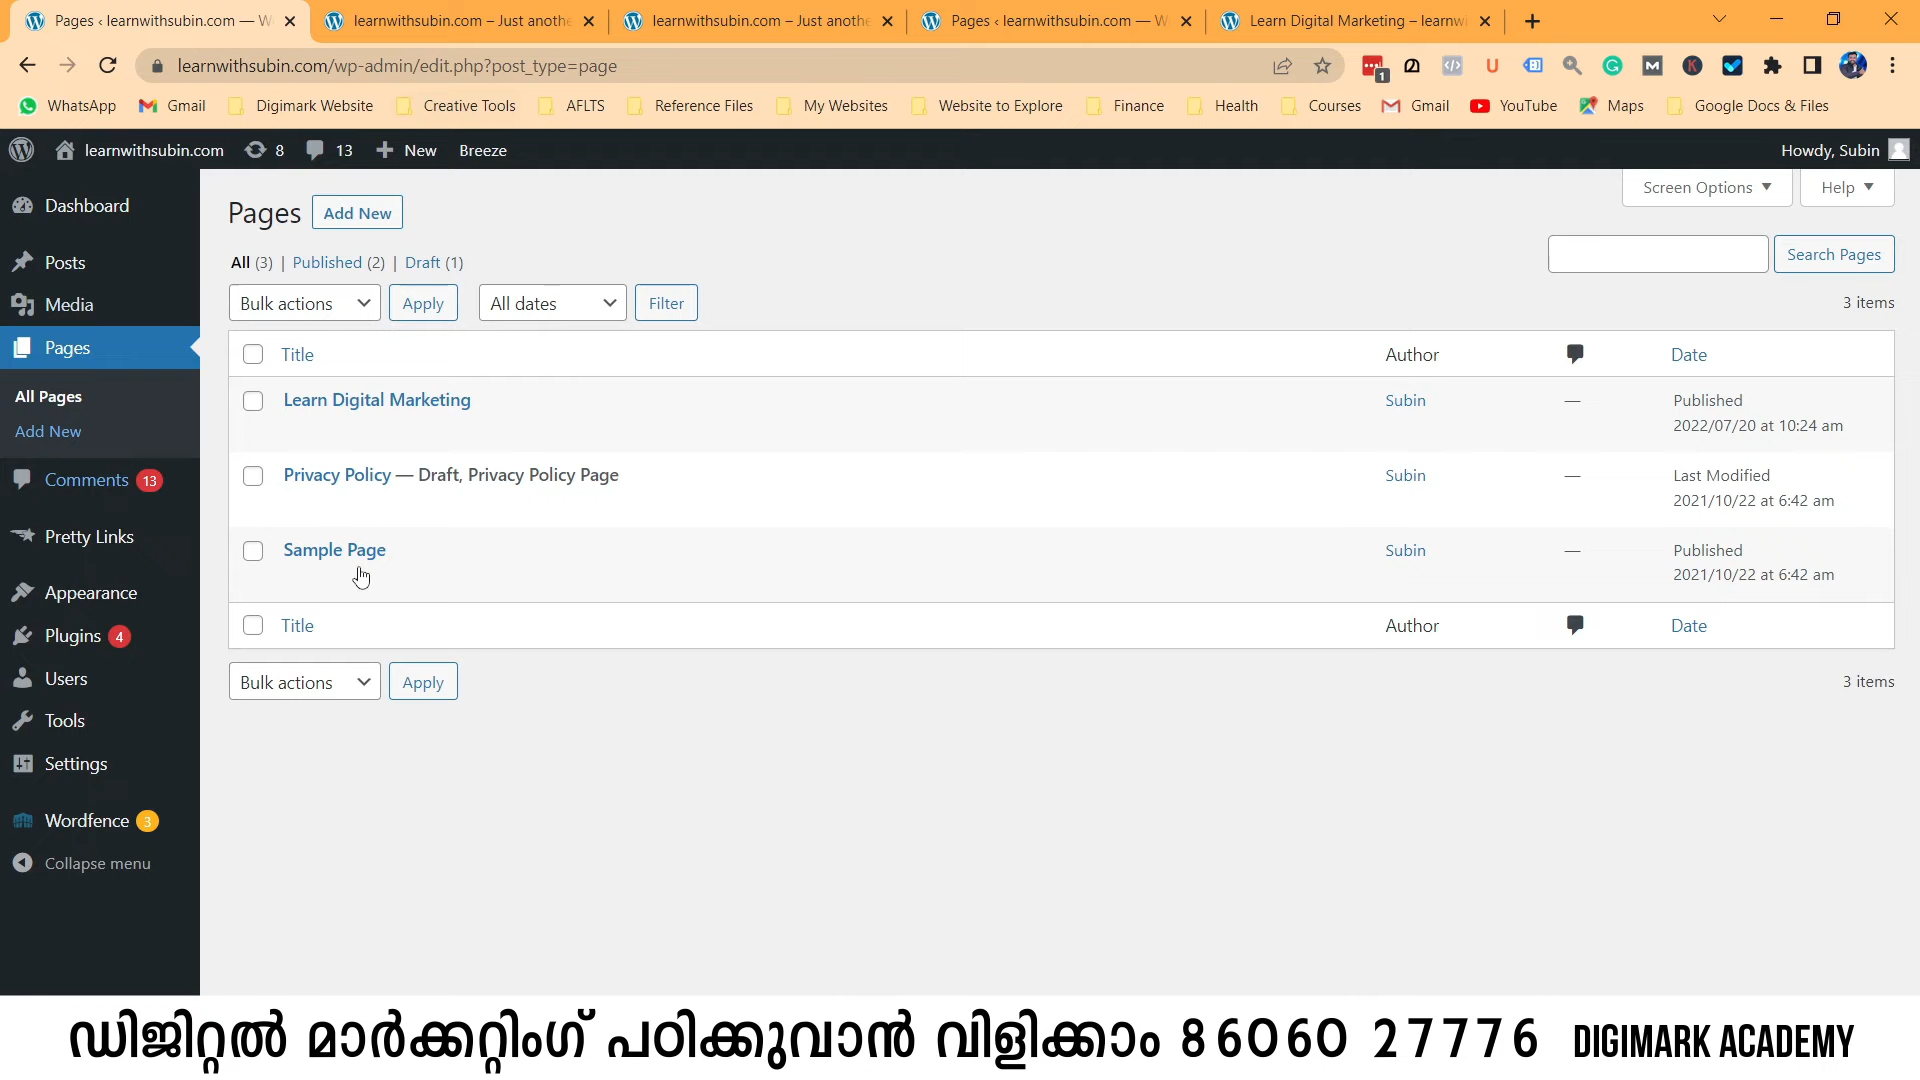 Pages ‹ learnwithsubin.com — W
learnwithsubin.com – Just anothe
learnwithsubin.com – Just anothe
Pages ‹ learnwithsubin.com — W
Learn Digital Marketing – learnwi
learnwithsubin.com/wp-admin/edit.php?post_type=page
1
WhatsApp Gmail Digimark Website Creative Tools AFLTS Reference Files My Websites Website to Explore Finance Health Courses Gmail YouTube Maps Google Docs & Files
learnwithsubin.com 8 13 New Breeze Howdy, Subin
Dashboard
Posts
Media
Pages
All Pages
Add New
Comments 13
Pretty Links
Appearance
Plugins 4
Users
Tools
Settings
Wordfence 3
Collapse menu
Screen Options Help
Pages Add New
All (3) | Published (2) | Draft (1)
Search Pages
Bulk actions Apply All dates Filter 3 items
Title Author Date
Learn Digital Marketing Subin — Published
2022/07/20 at 10:24 am
Privacy Policy — Draft, Privacy Policy Page Subin — Last Modified
2021/10/22 at 6:42 am
Sample Page Subin — Published
2021/10/22 at 6:42 am
Title Author Date
Bulk actions Apply 3 items
ഡിജിറ്റൽ മാർക്കറ്റിംഗ് പഠിക്കുവാൻ വിളിക്കാം 86060 27776 DIGIMARK ACADEMY